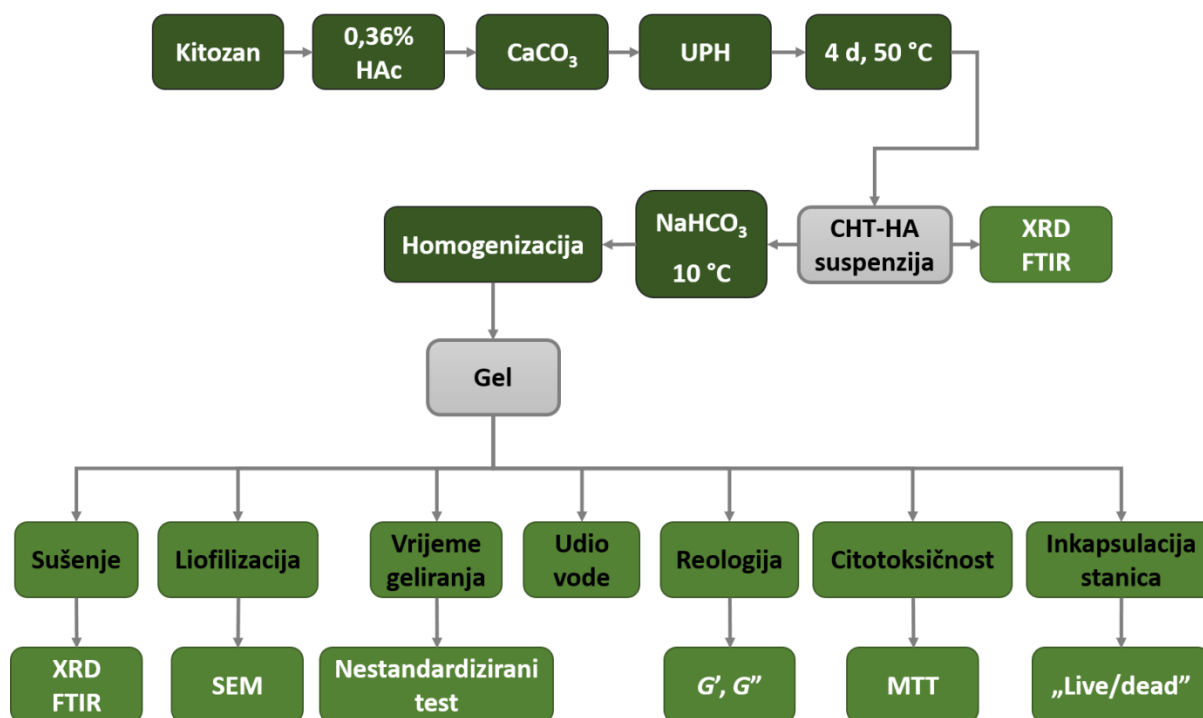 Kitozan
0,36%
HAc
CaCO₃
UPH
4 d, 50 °C
Homogenizacija
NaHCO₃
10 °C
CHT-HA
suspenzija
XRD
FTIR
Gel
Sušenje
Liofilizacija
Vrijeme
geliranja
Udio
vode
Reologija
Citotoksičnost
Inkapsulacija
stanica
XRD
FTIR
SEM
Nestandardizirani
test
G’, G”
MTT
„Live/dead”